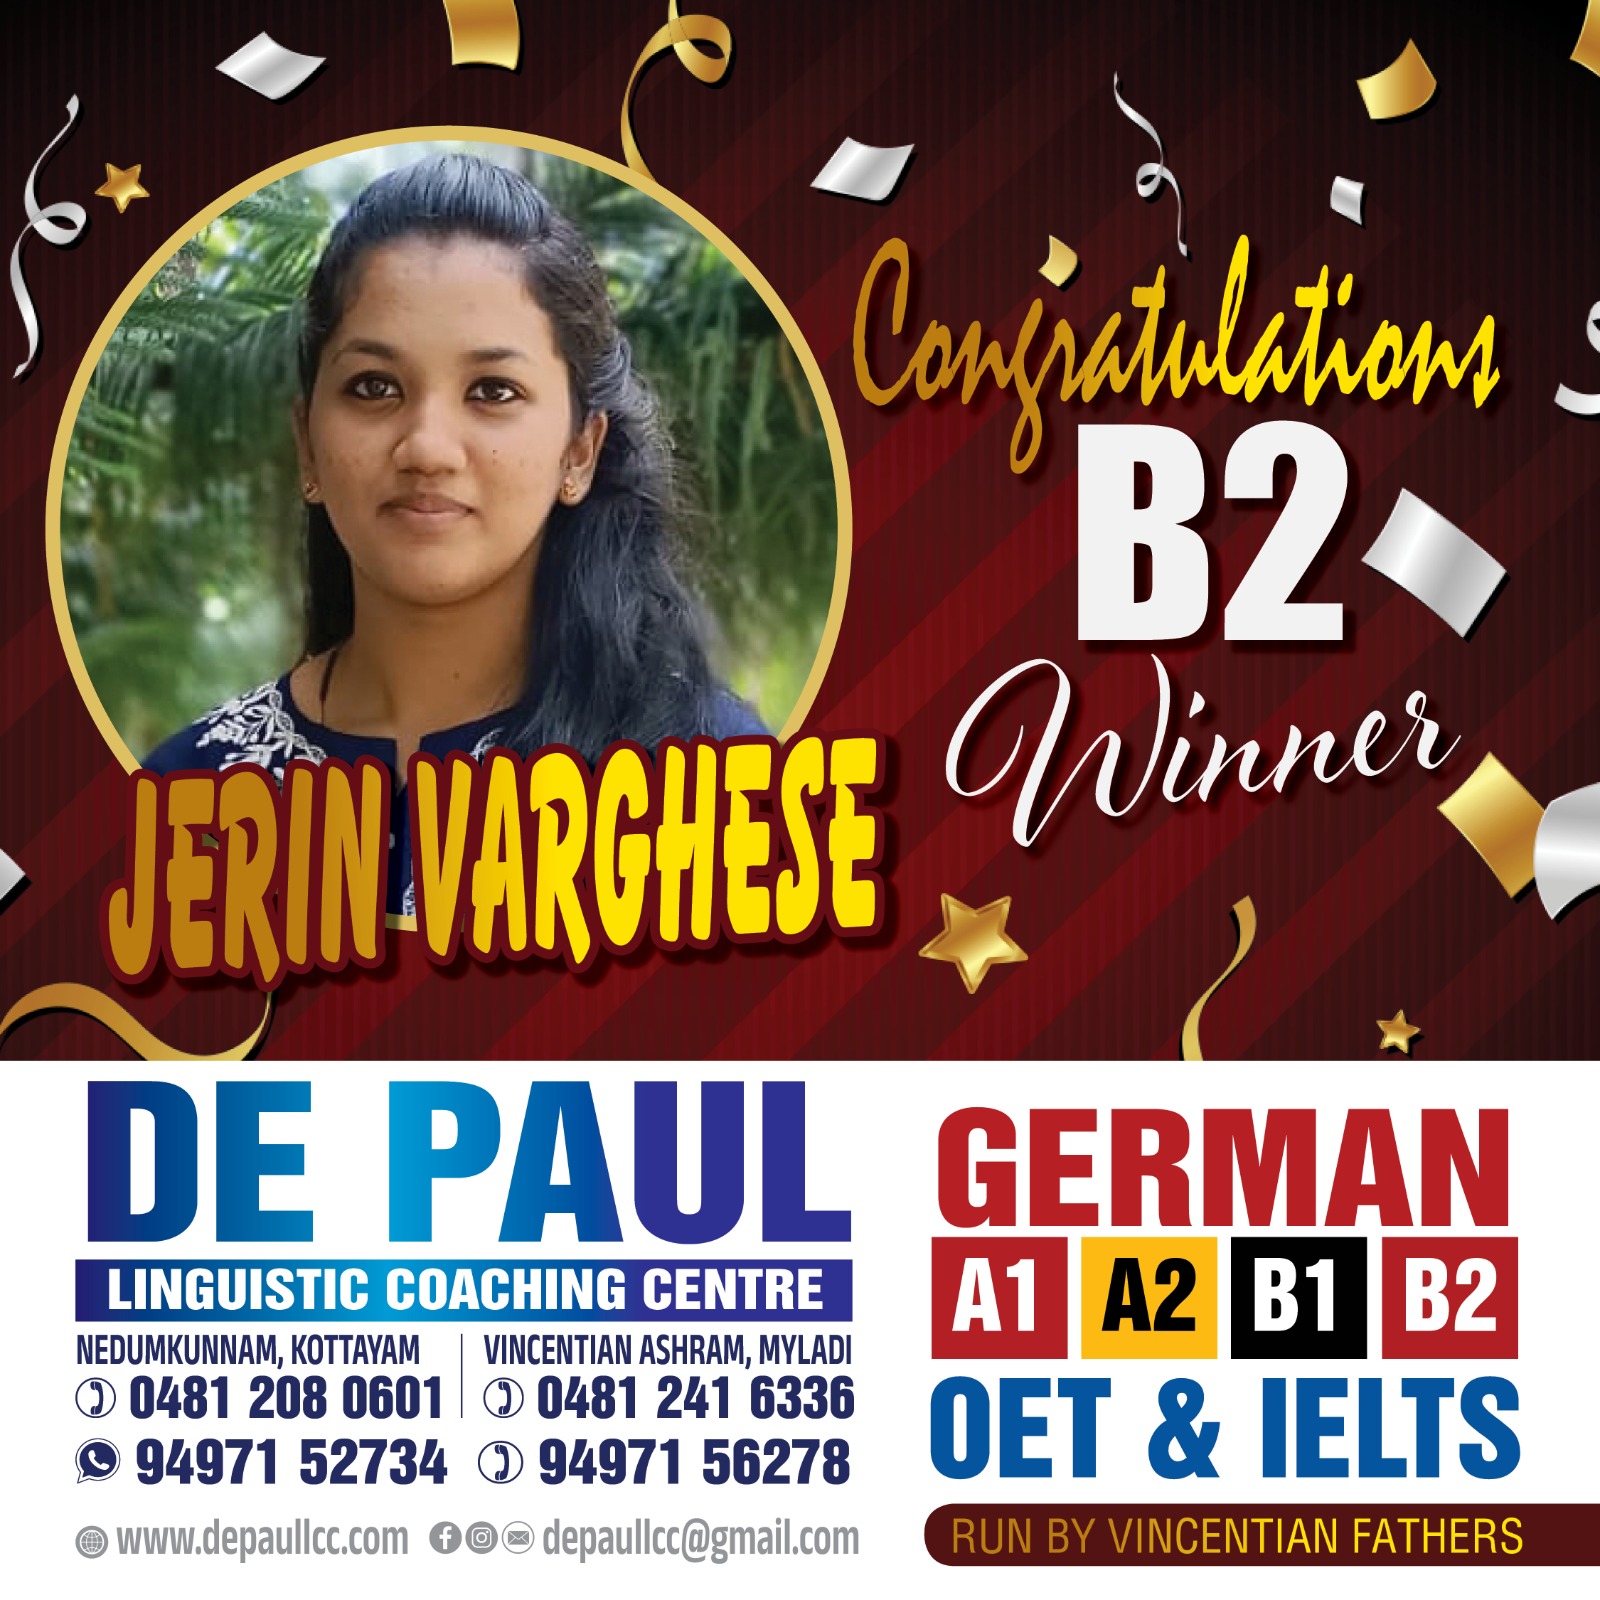 Congratulations
B2
Winner
JERIN VARGHESE
DE PAUL
LINGUISTIC COACHING CENTRE
NEDUMKUNNAM, KOTTAYAM
0481 208 0601
94971 52734
VINCENTIAN ASHRAM, MYLADI
0481 241 6336
94971 56278
www.depaullcc.com
depaullcc@gmail.com
GERMAN
A1 A2 B1 B2
OET & IELTS
RUN BY VINCENTIAN FATHERS